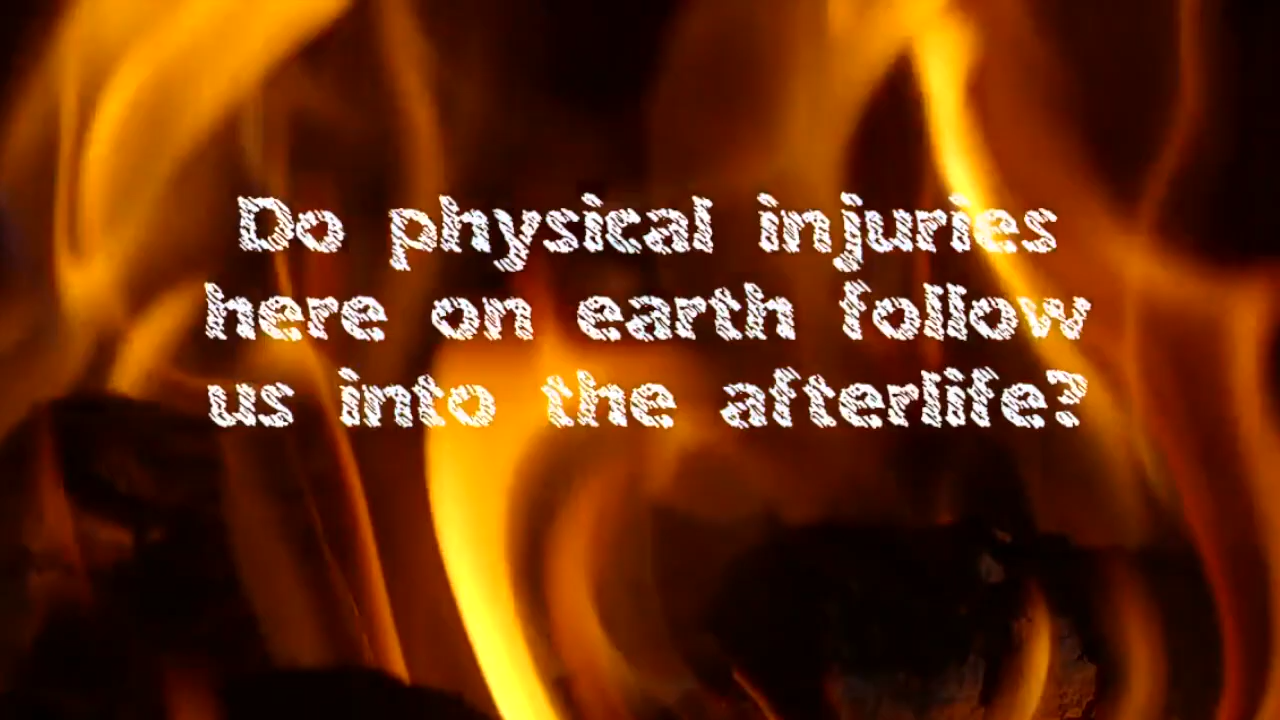 Do physical injuries
here on earth follow
us into the afterlife?